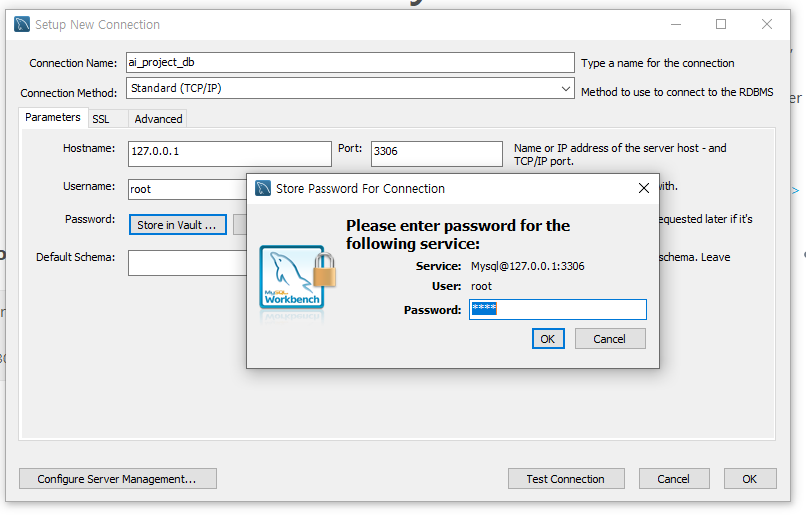 Setup New Connection
Connection Name: ai_project_db Type a name for the connection
Connection Method: Standard (TCP/IP) Method to use to connect to the RDBMS
Parameters SSL Advanced
Hostname: 127.0.0.1 Port: 3306 Name or IP address of the server host - and
TCP/IP port.
Username: root with.
Password: Store in Vault ... requested later if it's
Default Schema: schema. Leave
Store Password For Connection
Please enter password for the
following service:
Service: Mysql@127.0.0.1:3306
User: root
Password: ****
MySQL
Workbench
OK Cancel
Configure Server Management... Test Connection Cancel OK